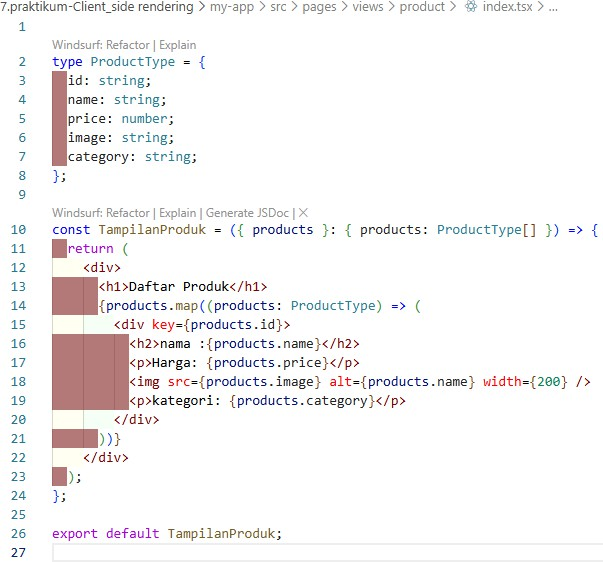 7.praktikum-Client_side rendering > my-app > src > pages > views > product > index.tsx > ...
1
Windsurf: Refactor | Explain
2 type ProductType = {
3 id: string;
4 name: string;
5 price: number;
6 image: string;
7 category: string;
8 };
9
Windsurf: Refactor | Explain | Generate JSDoc | X
10 const TampilanProduk = ({ products }: { products: ProductType[] }) => {
11 return (
12 <div>
13 <h1>Daftar Produk</h1>
14 {products.map((products: ProductType) => (
15 <div key={products.id}>
16 <h2>nama :{products.name}</h2>
17 <p>Harga: {products.price}</p>
18 <img src={products.image} alt={products.name} width={200} />
19 <p>kategori: {products.category}</p>
20 </div>
21 ))}
22 </div>
23 );
24 };
25
26 export default TampilanProduk;
27